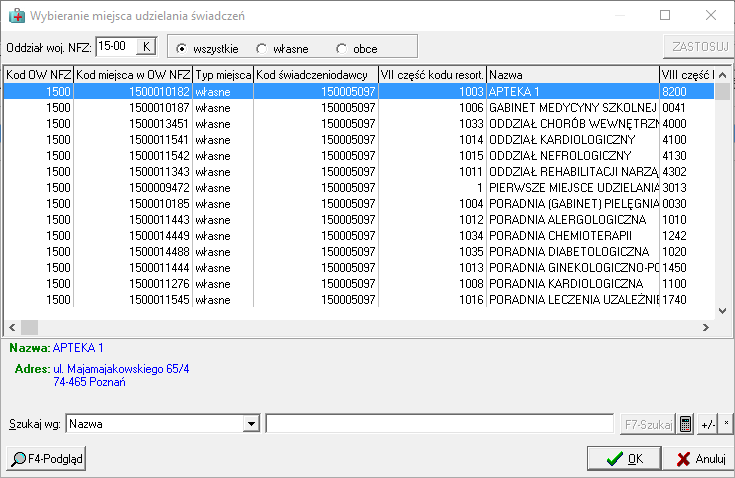 Wybieranie miejsca udzielania świadczeń
Oddział woj. NFZ: 15-00 K wszystkie własne obce ZASTOSUJ
Kod OW NFZ Kod miejsca w OW NFZ Typ miejsca Kod świadczeniodawcy VII część kodu resort. Nazwa VIII część
1500 1500010182 własne 150005097 1003 APTEKA 1 8200
1500 1500010187 własne 150005097 1006 GABINET MEDYCYNY SZKOLNEJ 0041
1500 1500013451 własne 150005097 1033 ODDZIAŁ CHORÓB WEWNĘTRZN 4000
1500 1500011541 własne 150005097 1014 ODDZIAŁ KARDIOLOGICZNY 4100
1500 1500011542 własne 150005097 1015 ODDZIAŁ NEFROLOGICZNY 4130
1500 1500011343 własne 150005097 1011 ODDZIAŁ REHABILITACJI NARZĄ 4302
1500 1500009472 własne 150005097 1 PIERWSZE MIEJSCE UDZIELANIA 3013
1500 1500010185 własne 150005097 1004 PORADNIA (GABINET) PIELĘGNIA 0030
1500 1500011443 własne 150005097 1012 PORADNIA ALERGOLOGICZNA 1010
1500 1500014449 własne 150005097 1034 PORADNIA CHEMIOTERAPII 1242
1500 1500014488 własne 150005097 1035 PORADNIA DIABETOLOGICZNA 1020
1500 1500011444 własne 150005097 1013 PORADNIA GINEKOLOGICZNO-PO 1450
1500 1500011276 własne 150005097 1008 PORADNIA KARDIOLOGICZNA 1100
1500 1500011545 własne 150005097 1016 PORADNIA LECZENIA UZALEŻNIE 1740
Nazwa: APTEKA 1
Adres: ul. Majamajakowskiego 65/4
74-465 Poznań
Szukaj wg: Nazwa F7-Szukaj +/- *
F4-Podgląd OK Anuluj